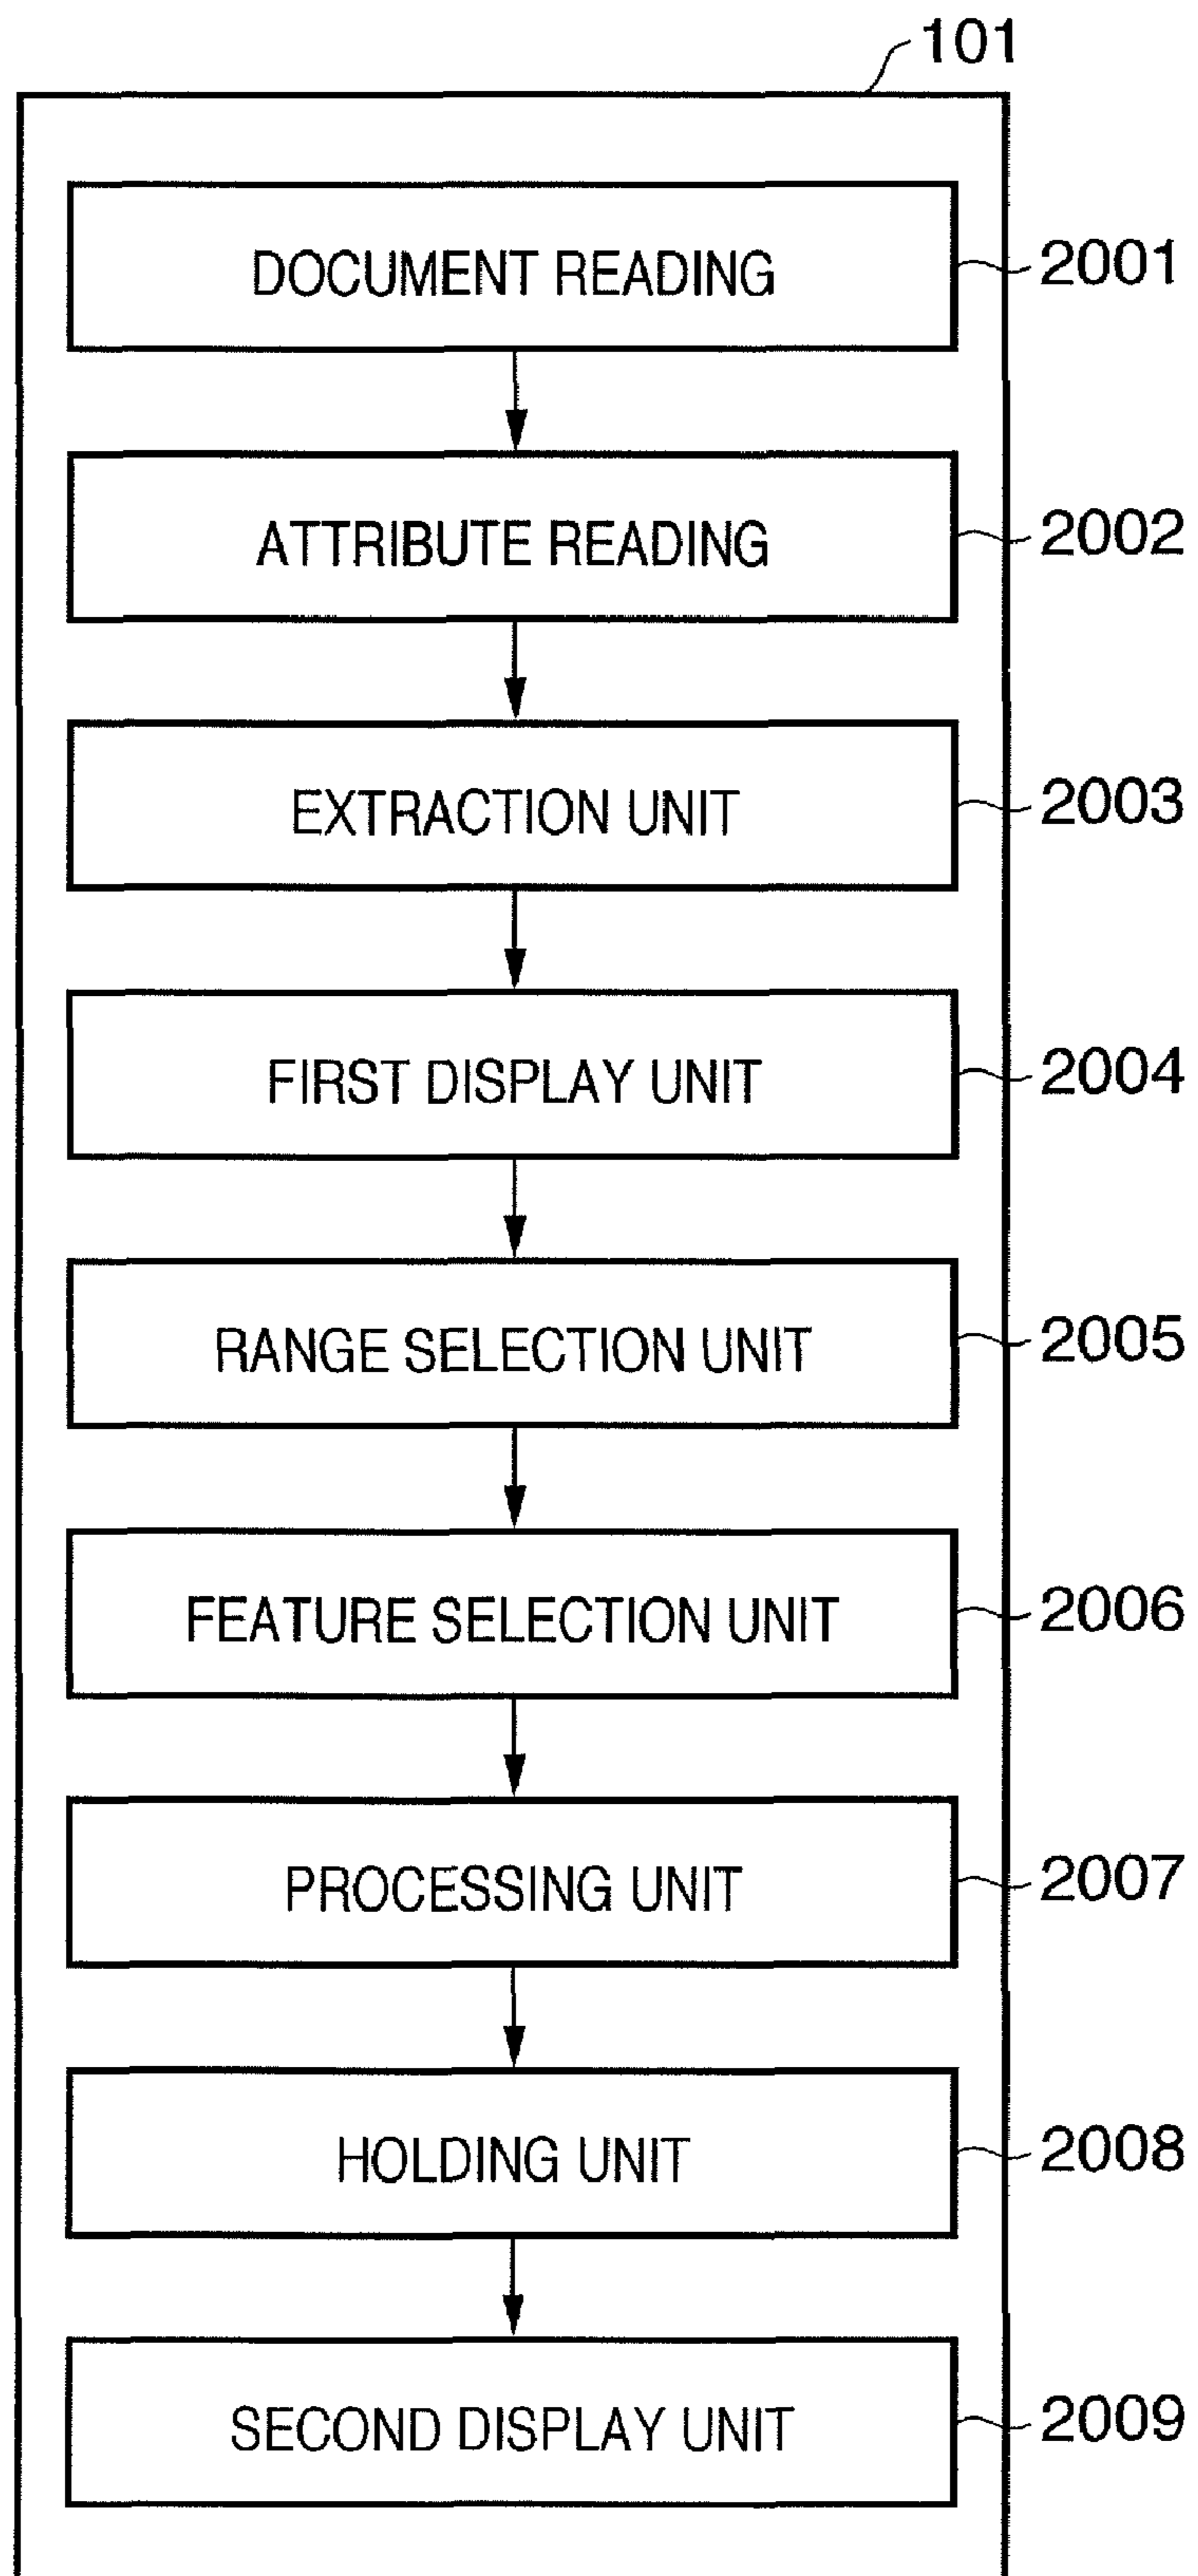 101
DOCUMENT READING 2001
ATTRIBUTE READING 2002
EXTRACTION UNIT 2003
FIRST DISPLAY UNIT 2004
RANGE SELECTION UNIT 2005
FEATURE SELECTION UNIT 2006
PROCESSING UNIT 2007
HOLDING UNIT 2008
SECOND DISPLAY UNIT 2009